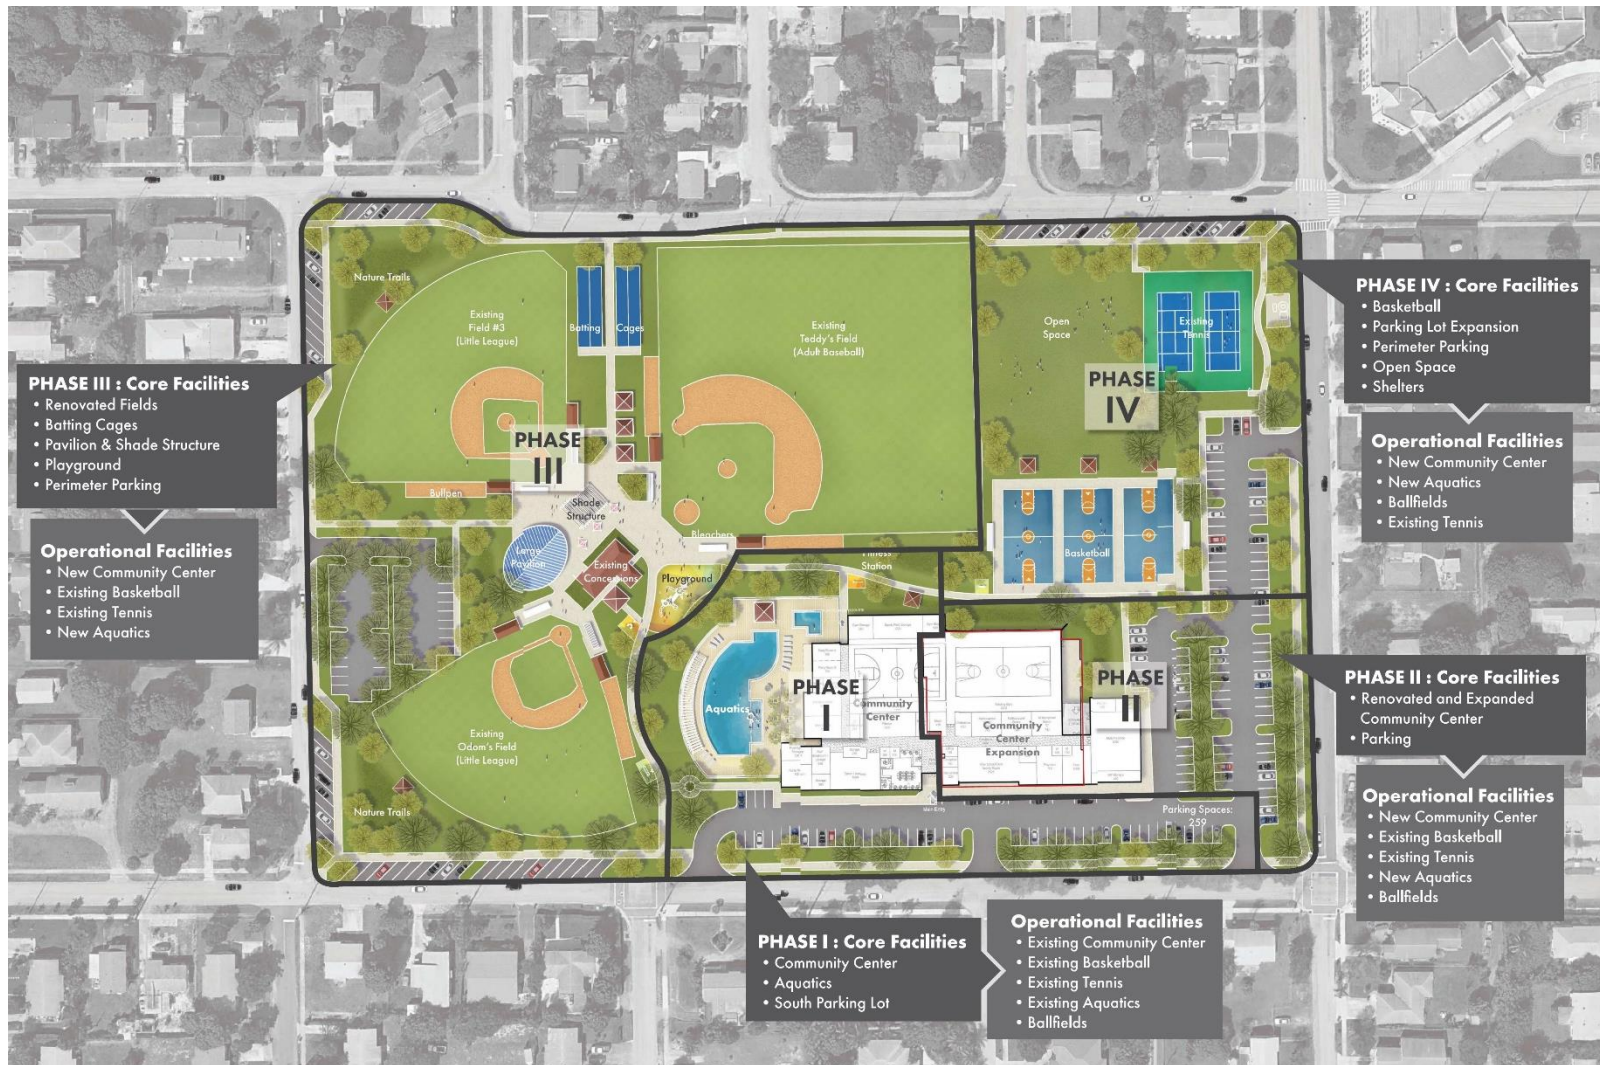 Nature Trails
Existing
Field #3
(Little League)
Batting
Cages
Existing
Teddy's Field
(Adult Baseball)
Open
Space
Existing
Tennis
PHASE
IV
PHASE IV : Core Facilities
• Basketball
• Parking Lot Expansion
• Perimeter Parking
• Open Space
• Shelters
Operational Facilities
• New Community Center
• New Aquatics
• Ballfields
• Existing Tennis
PHASE III : Core Facilities
• Renovated Fields
• Batting Cages
• Pavilion & Shade Structure
• Playground
• Perimeter Parking
Operational Facilities
• New Community Center
• Existing Basketball
• Existing Tennis
• New Aquatics
PHASE
III
Bullpen
Shade
Structure
Bleachers
Large
Pavilion
Existing
Concessions
Playground
Fitness
Station
Basketball
Aquatics
PHASE
I
Community
Center
Community
Center
Expansion
PHASE
II
PHASE II : Core Facilities
• Renovated and Expanded
Community Center
• Parking
Operational Facilities
• New Community Center
• Existing Basketball
• Existing Tennis
• New Aquatics
• Ballfields
Existing
Odom's Field
(Little League)
Nature Trails
Parking Spaces:
259
PHASE I : Core Facilities
• Community Center
• Aquatics
• South Parking Lot
Operational Facilities
• Existing Community Center
• Existing Basketball
• Existing Tennis
• Existing Aquatics
• Ballfields